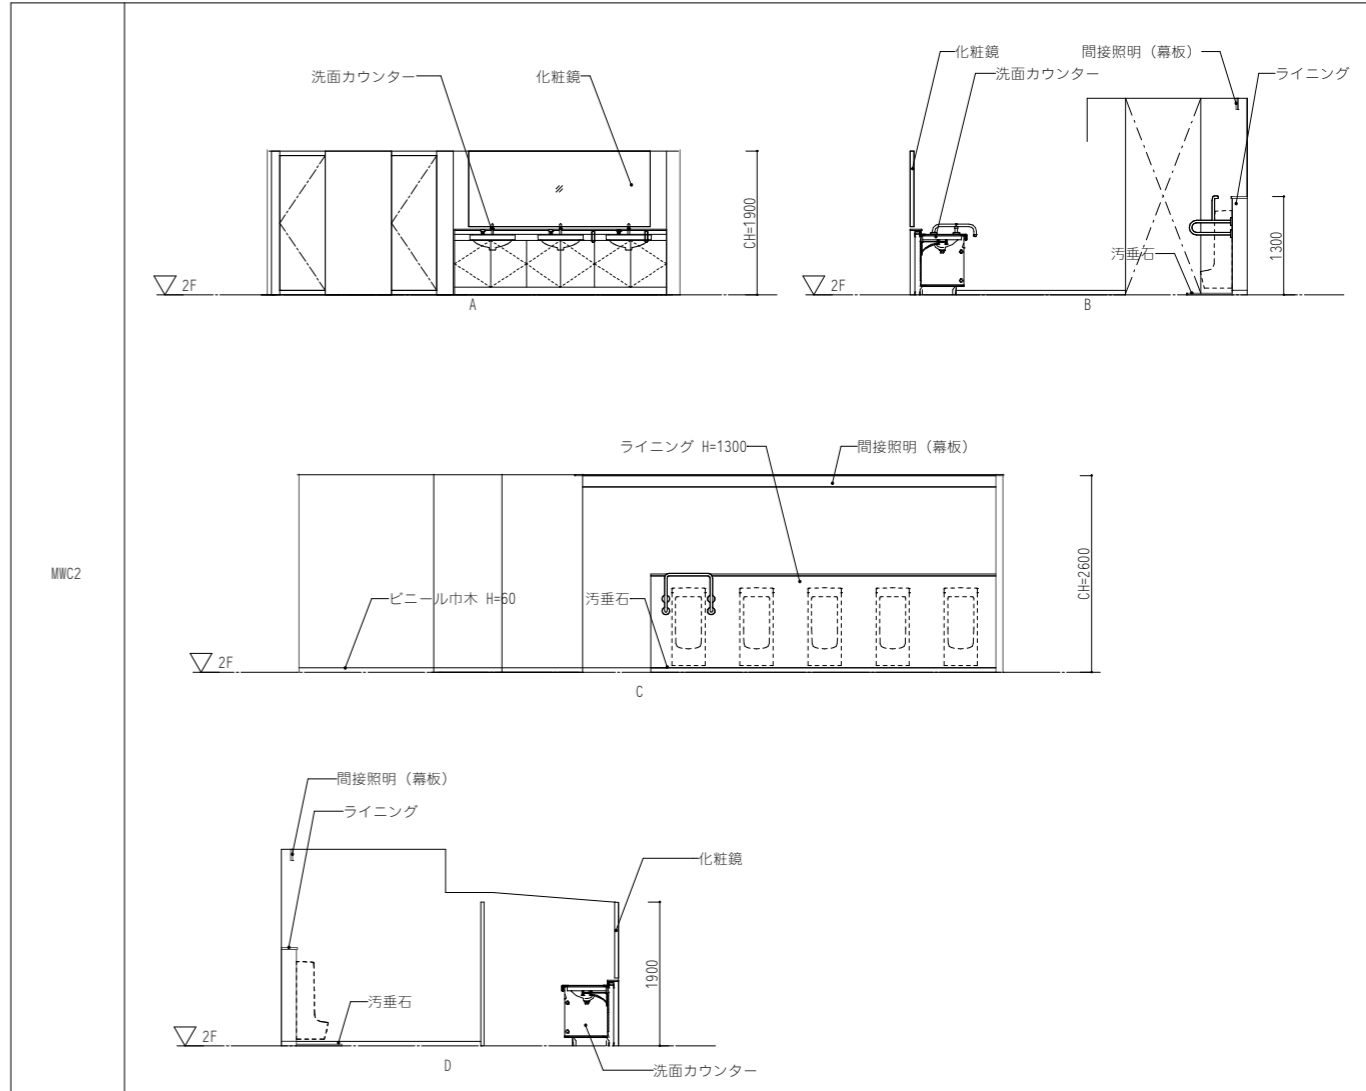 MWC2
洗面カウンター
化粧鏡
CH=1900
2F
A
化粧鏡
間接照明（幕板）
洗面カウンター
ライニング
汚垂石
1300
2F
B
ライニング H=1300
間接照明（幕板）
CH=2600
ビニール巾木 H=60
汚垂石
2F
C
間接照明（幕板）
ライニング
化粧鏡
1900
汚垂石
2F
D
洗面カウンター